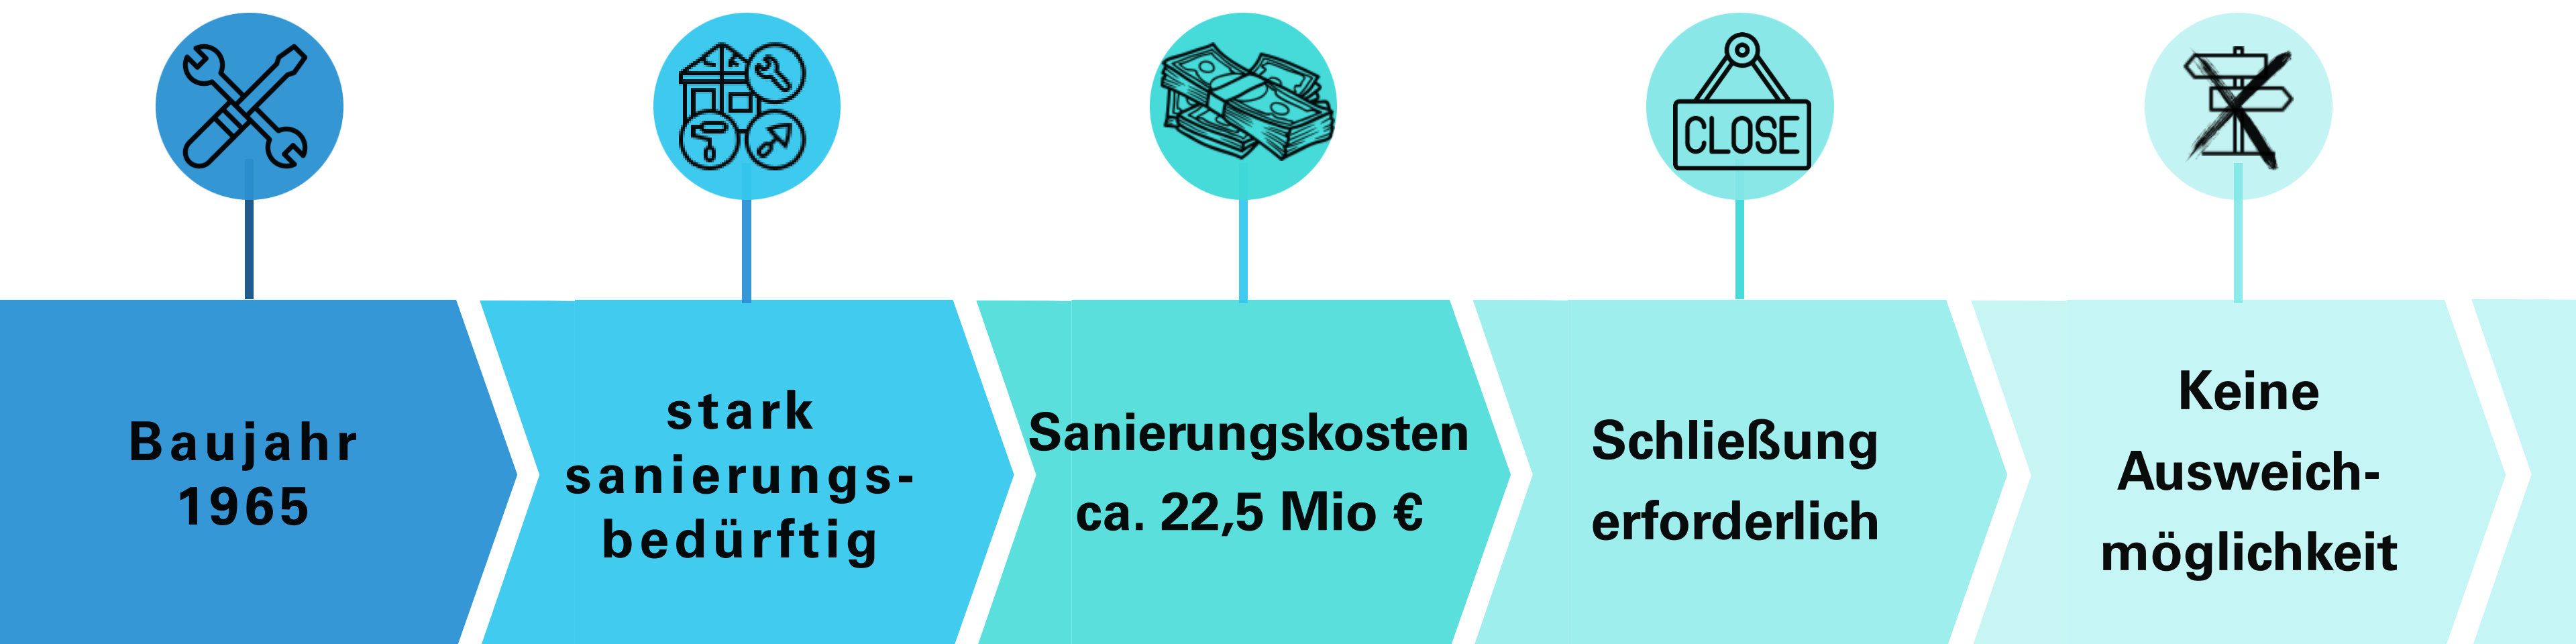 CLOSE
Baujahr
1965
stark
sanierungs-
bedürftig
Sanierungskosten
ca. 22,5 Mio €
Schließung
erforderlich
Keine
Ausweich-
möglichkeit